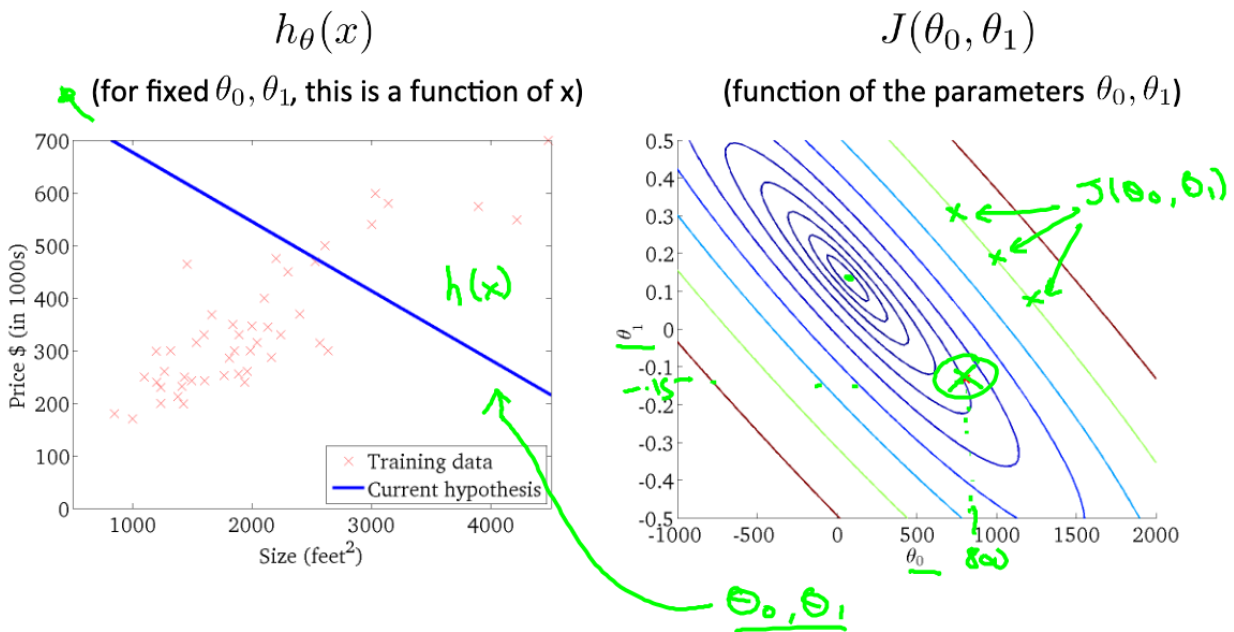 h_θ(x)
(for fixed θ₀, θ₁, this is a function of x)
700
600
500
400
300
200
100
0
Price $ (in 1000s)
1000
2000
3000
4000
Size (feet²)
h(x)
Training data
Current hypothesis
θ₀, θ₁
J(θ₀, θ₁)
(function of the parameters θ₀, θ₁)
0.5
0.4
0.3
0.2
0.1
0
-0.1
-0.2
-0.3
-0.4
-0.5
θ₁
-.15
-1000
-500
0
500
1000
1500
2000
θ₀
800
J(θ₀, θ₁)